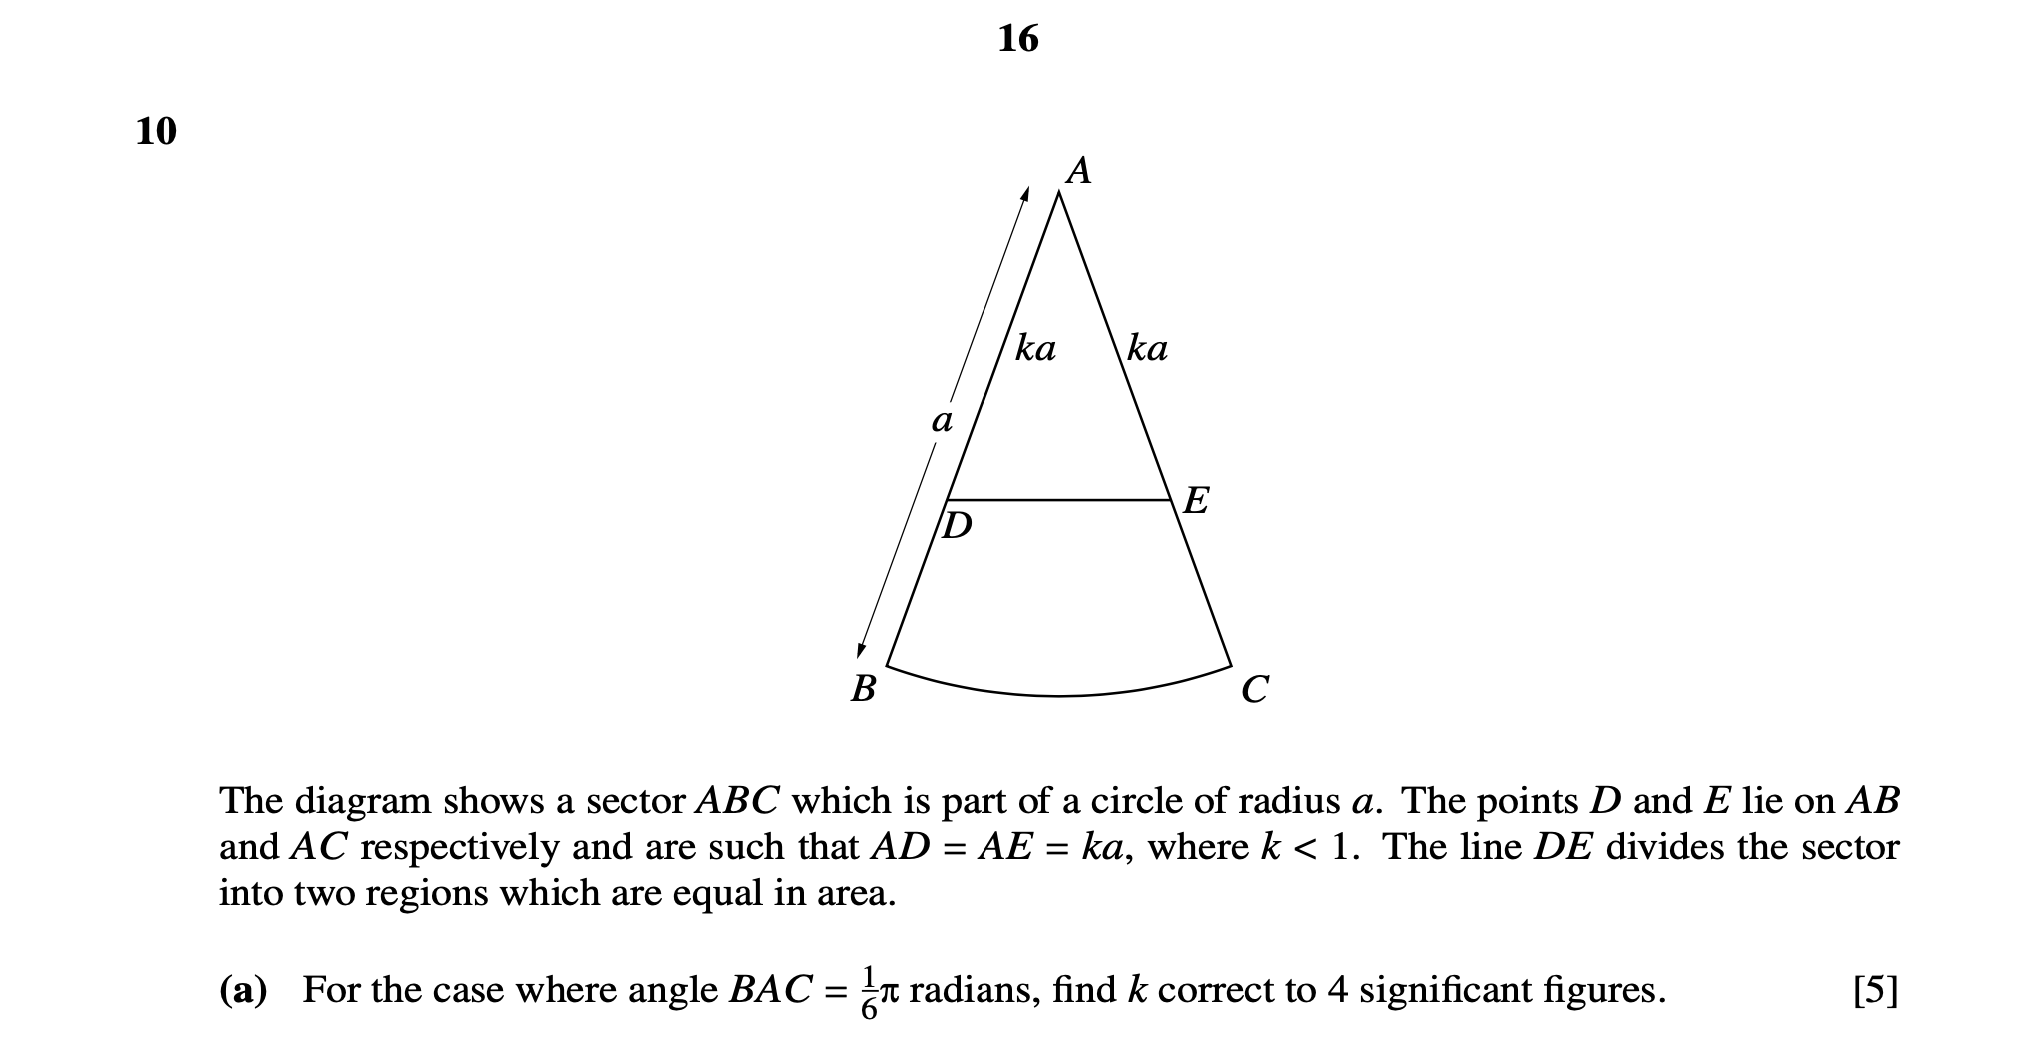 16
10
A
ka ka
a
D E
B C
The diagram shows a sector ABC which is part of a circle of radius a. The points D and E lie on AB
and AC respectively and are such that AD = AE = ka, where k < 1. The line DE divides the sector
into two regions which are equal in area.
(a) For the case where angle BAC = 1/6π radians, find k correct to 4 significant figures. [5]